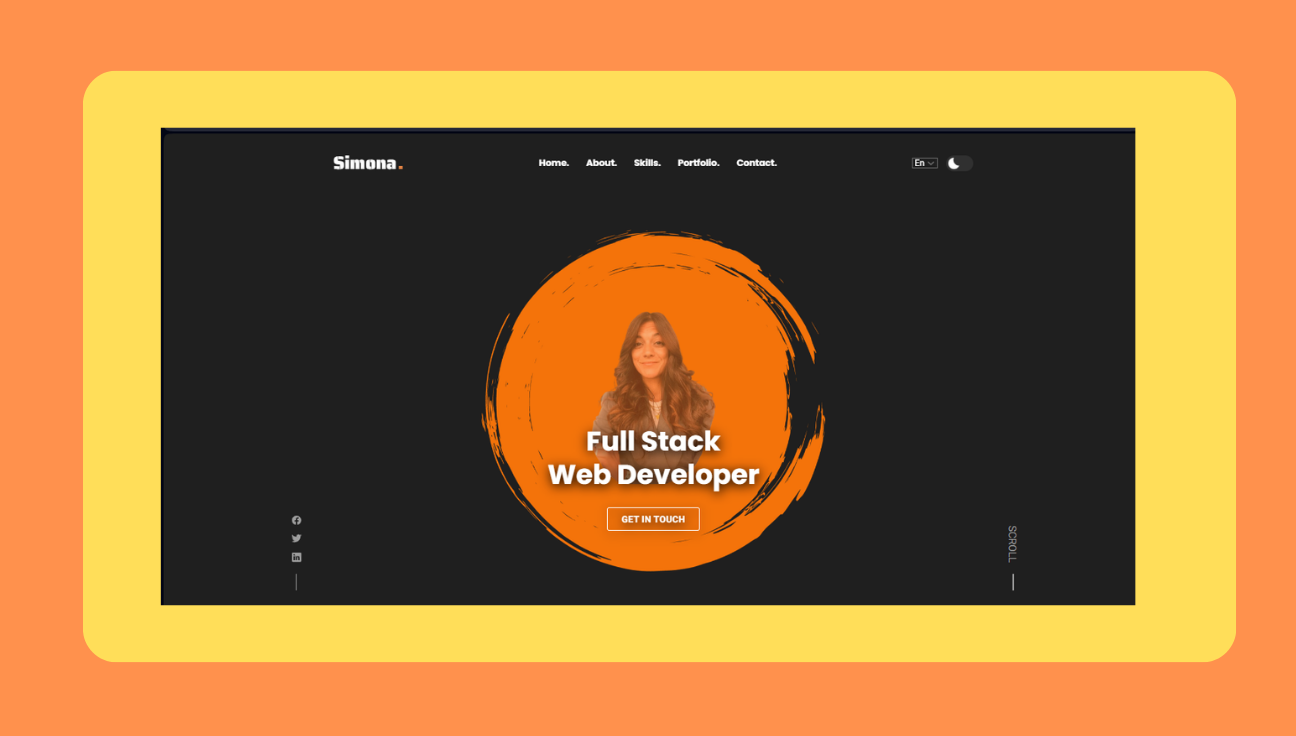 Simona.
Home. About. Skills. Portfolio. Contact.
En
Full Stack
Web Developer
GET IN TOUCH
SCROLL